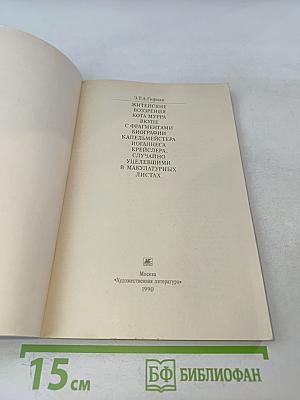 Э.Т.А.Гофман
ЖИТЕЙСКИЕ
ВОЗЗРЕНИЯ
КОТА МУРРА
ВКУПЕ
С ФРАГМЕНТАМИ
БИОГРАФИИ
КАПЕЛЬМЕЙСТЕРА
ИОГАННЕСА
КРЕЙСЛЕРА,
СЛУЧАЙНО
УЦЕЛЕВШИМИ
В МАКУЛАТУРНЫХ
ЛИСТАХ
Москва
«Художественная литература»
1990
15 см
БФ БИБЛИОФАН